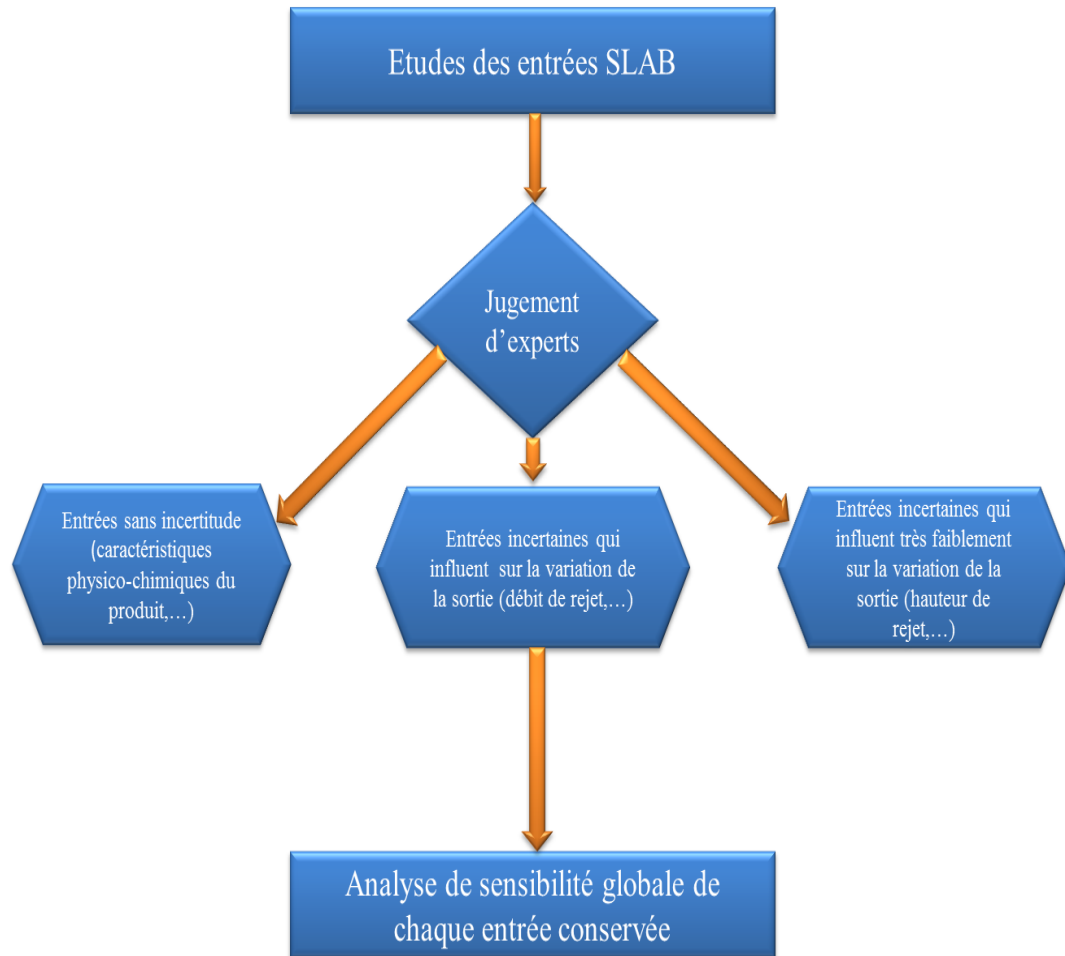 Etudes des entrées SLAB
Jugement
d’experts
Entrées sans incertitude
(caractéristiques
physico-chimiques du
produit,…)
Entrées incertaines qui
influent sur la variation de
la sortie (débit de rejet,…)
Entrées incertaines qui
influent très faiblement
sur la variation de la
sortie (hauteur de
rejet,…)
Analyse de sensibilité globale de
chaque entrée conservée